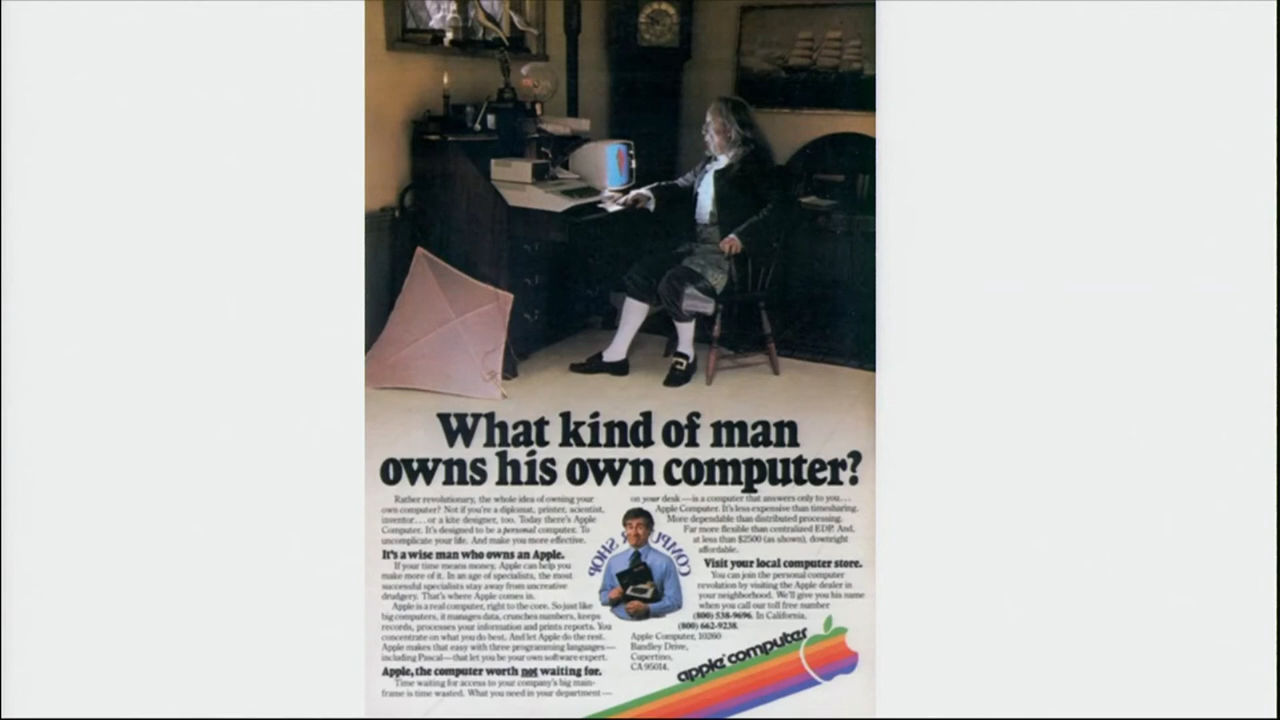 What kind of man
owns his own computer?
Rather revolutionary, the whole idea of owning your
own computer? Not if you're a diplomat, printer, scientist,
inventor... or a kite designer, too. Today there's Apple
Computer. It's designed to be a personal computer. To
uncomplicate your life. And make you more effective.
It's a wise man who owns an Apple.
If your time means money, Apple can help you
make more of it. In an age of specialists, the most
successful specialists stay away from uncreative
drudgery. That's where Apple comes in.
Apple is a real computer, right to the core. So just like
big computers, it manages data, crunches numbers, keeps
records, processes your information and prints reports. You
concentrate on what you do best. And let Apple do the rest.
Apple makes that easy with three programming languages—
including Pascal—that let you be your own software expert.
Apple, the computer worth not waiting for.
Time waiting for access to your company's big main-
frame is time wasted. What you need in your department—
on your desk—is a computer that answers only to you...
Apple Computer. It's less expensive than timesharing.
More dependable than distributed processing.
Far more flexible than centralized EDP. And,
at less than $2500 (as shown), downright
affordable.
COMPUTER SHOP
Visit your local computer store.
You can join the personal computer
revolution by visiting the Apple dealer in
your neighborhood. We'll give you his name
when you call our toll free number
(800) 538-9696. In California,
(800) 662-9238.
Apple Computer, 10260
Bandley Drive,
Cupertino,
CA 95014.
apple computer